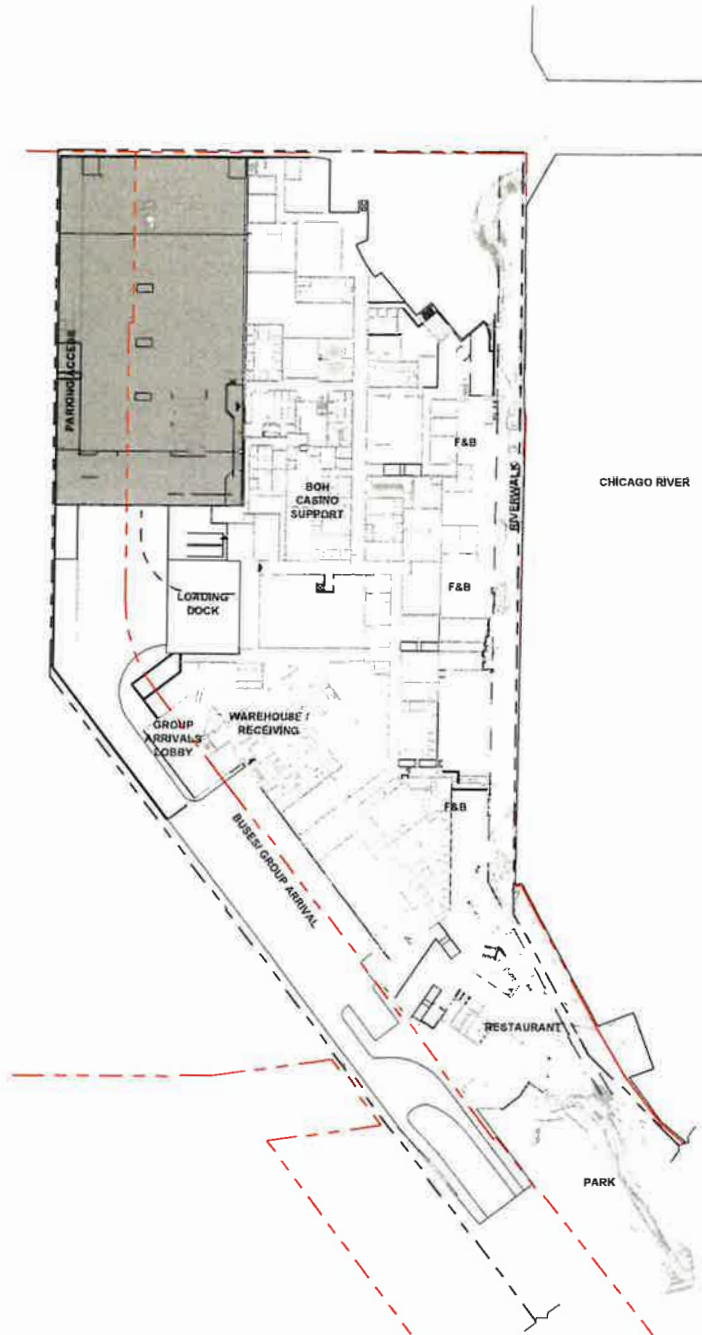 PARKING ACCESS
F&B
BOH
CASINO
SUPPORT
RIVERWALK
CHICAGO RIVER
F&B
LOADING
DOCK
GROUP
ARRIVALS
LOBBY
WAREHOUSE /
RECEIVING
F&B
BUSES/ GROUP ARRIVAL
RESTAURANT
PARK